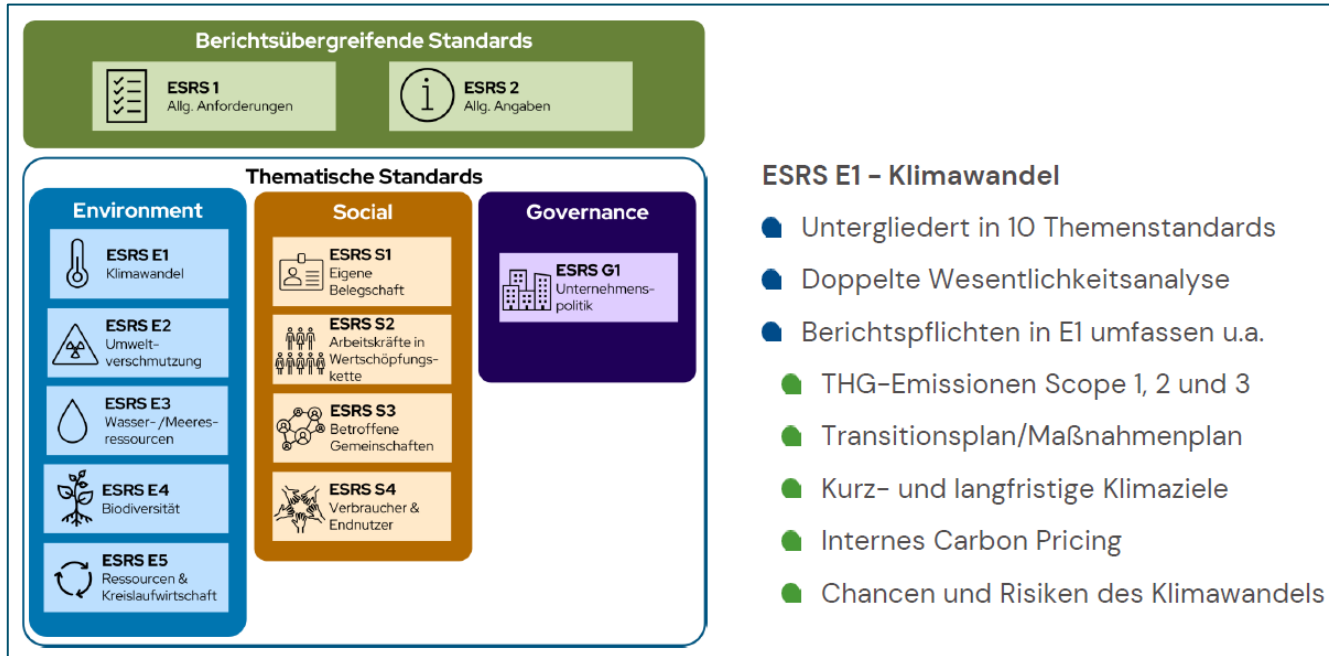 Berichtsübergreifende Standards
ESRS 1
Allg. Anforderungen
ESRS 2
Allg. Angaben
Thematische Standards
Environment
ESRS E1
Klimawandel
ESRS E2
Umwelt-
verschmutzung
ESRS E3
Wasser-/Meeres-
ressourcen
ESRS E4
Biodiversität
ESRS E5
Ressourcen &
Kreislaufwirtschaft
Social
ESRS S1
Eigene
Belegschaft
ESRS S2
Arbeitskräfte in
Wertschöpfungs-
kette
ESRS S3
Betroffene
Gemeinschaften
ESRS S4
Verbraucher &
Endnutzer
Governance
ESRS G1
Unternehmens-
politik
ESRS E1 – Klimawandel
Untergliedert in 10 Themenstandards
Doppelte Wesentlichkeitsanalyse
Berichtspflichten in E1 umfassen u.a.
THG-Emissionen Scope 1, 2 und 3
Transitionsplan/Maßnahmenplan
Kurz- und langfristige Klimaziele
Internes Carbon Pricing
Chancen und Risiken des Klimawandels